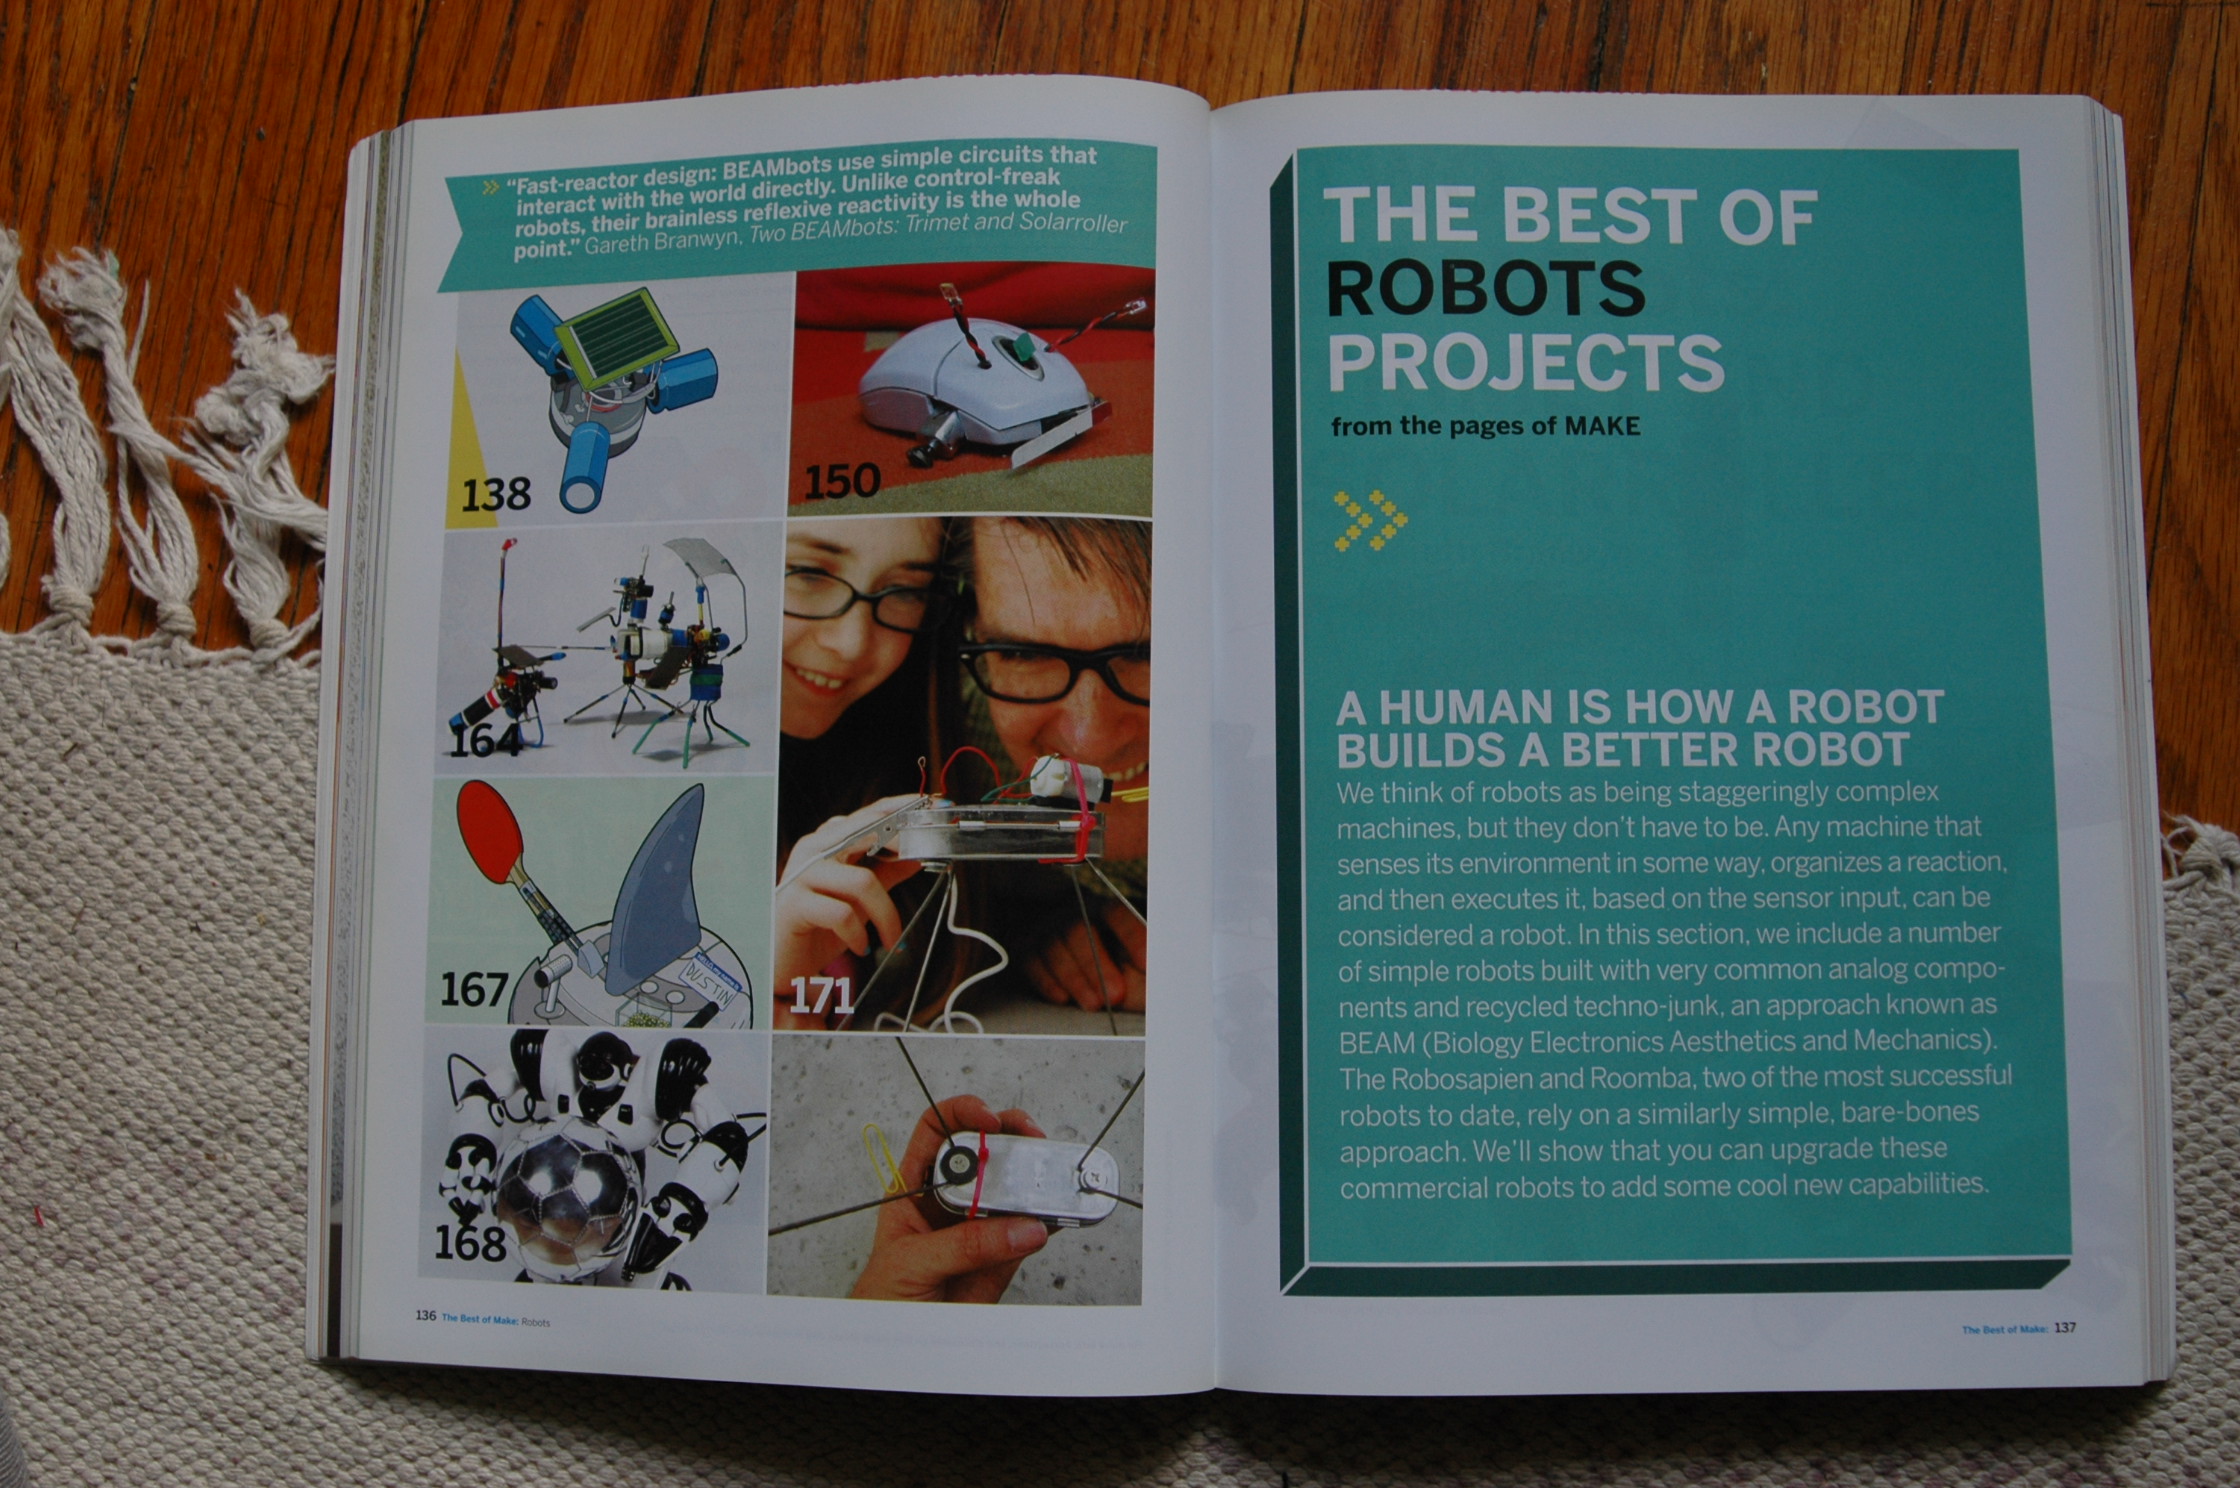 » “Fast-reactor design: BEAMbots use simple circuits that
interact with the world directly. Unlike control-freak
robots, their brainless reflexive reactivity is the whole
point.” Gareth Branwyn, Two BEAMbots: Trimet and Solarroller
138
150
164
171
167
DUSTIN
168
136 The Best of Make: Robots
THE BEST OF
ROBOTS
PROJECTS
from the pages of MAKE
A HUMAN IS HOW A ROBOT
BUILDS A BETTER ROBOT
We think of robots as being staggeringly complex
machines, but they don't have to be. Any machine that
senses its environment in some way, organizes a reaction,
and then executes it, based on the sensor input, can be
considered a robot. In this section, we include a number
of simple robots built with very common analog compo-
nents and recycled techno-junk, an approach known as
BEAM (Biology Electronics Aesthetics and Mechanics).
The Robosapien and Roomba, two of the most successful
robots to date, rely on a similarly simple, bare-bones
approach. We'll show that you can upgrade these
commercial robots to add some cool new capabilities.
The Best of Make: 137